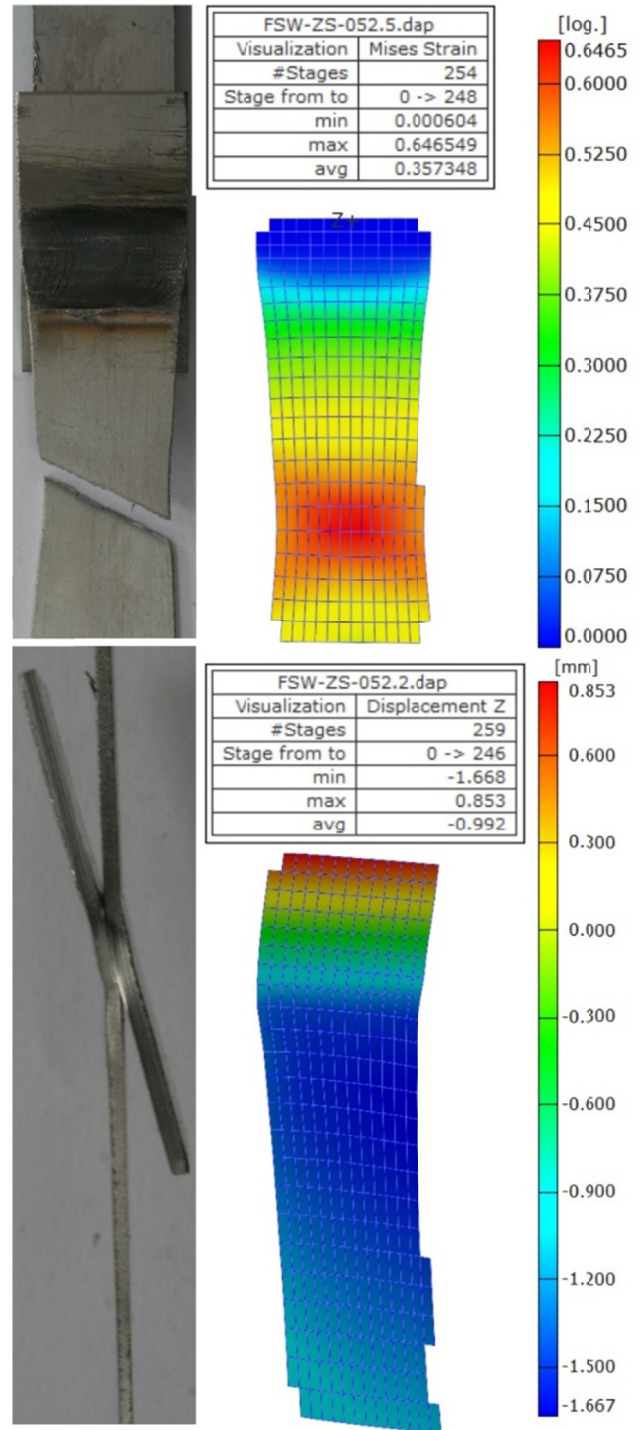 FSW-ZS-052.5.dap
Visualization Mises Strain
#Stages 254
Stage from to 0 -> 248
min 0.000604
max 0.646549
avg 0.357348
[log.]
0.6465
0.6000
0.5250
0.4500
0.3750
0.3000
0.2250
0.1500
0.0750
0.0000
Z+
FSW-ZS-052.2.dap
Visualization Displacement Z
#Stages 259
Stage from to 0 -> 246
min -1.668
max 0.853
avg -0.992
[mm]
0.853
0.600
0.300
0.000
-0.300
-0.600
-0.900
-1.200
-1.500
-1.667